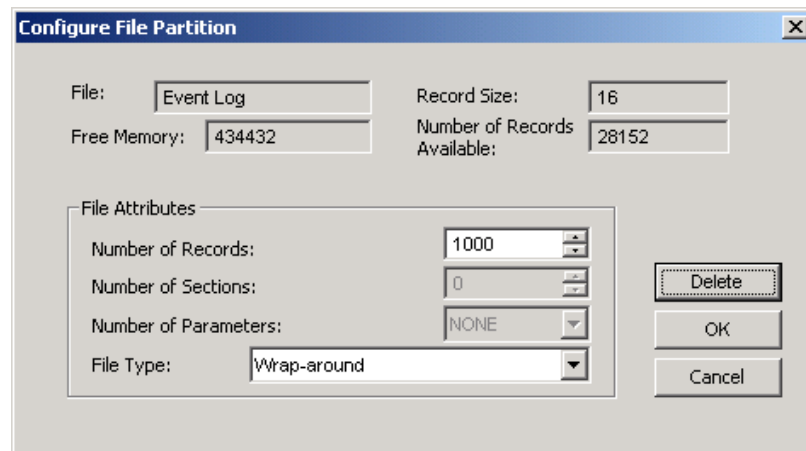 Configure File Partition
File: Event Log Record Size: 16
Free Memory: 434432 Number of Records Available: 28152
File Attributes
Number of Records: 1000
Number of Sections: 0
Number of Parameters: NONE
File Type: Wrap-around
Delete
OK
Cancel